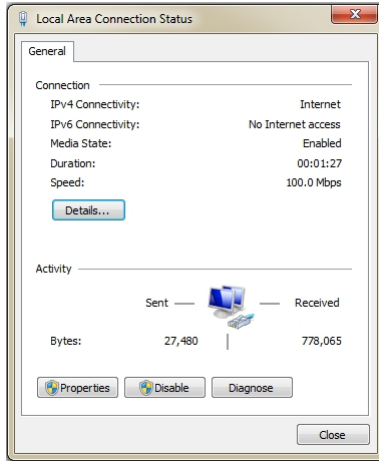 Local Area Connection Status
General
Connection
IPv4 Connectivity: Internet
IPv6 Connectivity: No Internet access
Media State: Enabled
Duration: 00:01:27
Speed: 100.0 Mbps
Details...
Activity
Sent Received
Bytes: 27,480 778,065
Properties Disable Diagnose
Close